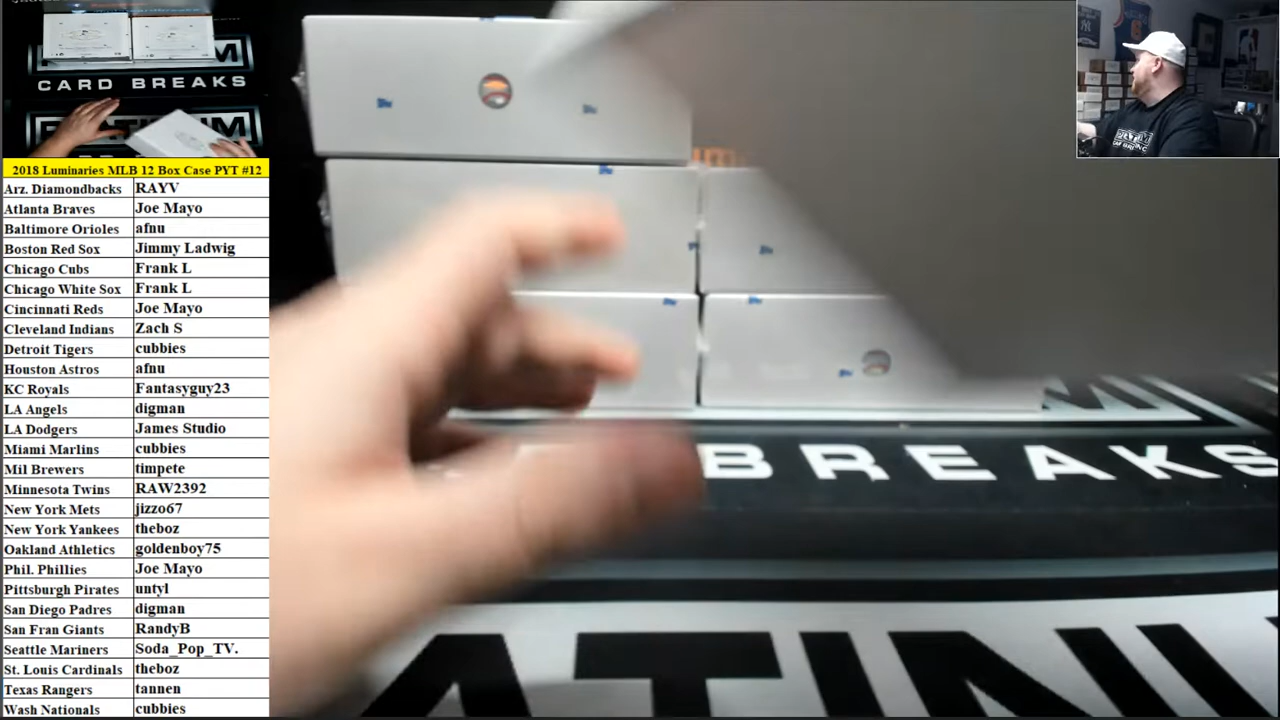 CARD BREAKS
2018 Luminaries MLB 12 Box Case PYT #12
Arz. Diamondbacks RAYV
Atlanta Braves Joe Mayo
Baltimore Orioles afnu
Boston Red Sox Jimmy Ladwig
Chicago Cubs Frank L
Chicago White Sox Frank L
Cincinnati Reds Joe Mayo
Cleveland Indians Zach S
Detroit Tigers cubbies
Houston Astros afnu
KC Royals Fantasyguy23
LA Angels digman
LA Dodgers James Studio
Miami Marlins cubbies
Mil Brewers timpete
Minnesota Twins RAW2392
New York Mets jizzo67
New York Yankees theboz
Oakland Athletics goldenboy75
Phil. Phillies Joe Mayo
Pittsburgh Pirates untyl
San Diego Padres digman
San Fran Giants RandyB
Seattle Mariners Soda_Pop_TV.
St. Louis Cardinals theboz
Texas Rangers tannen
Wash Nationals cubbies
BREAKS
ATINU